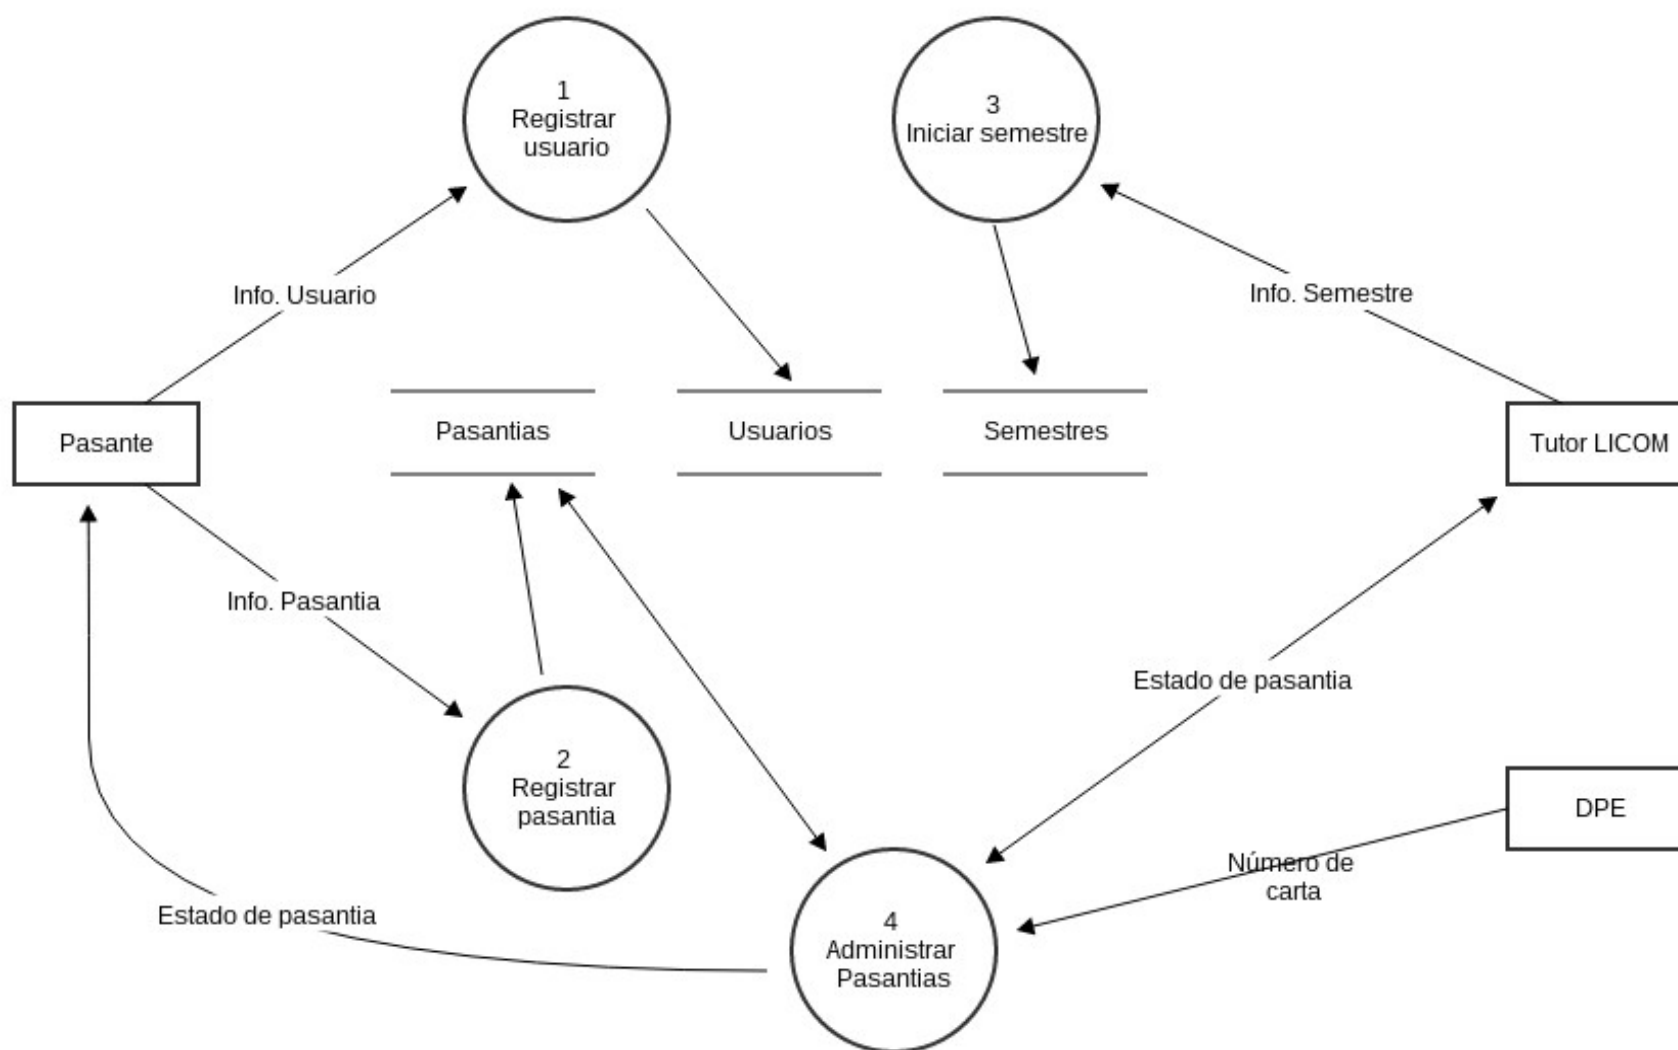 1
Registrar
usuario
3
Iniciar semestre
Info. Usuario
Info. Semestre
Pasante
Pasantias
Usuarios
Semestres
Tutor LICOM
Info. Pasantia
Estado de pasantia
2
Registrar
pasantia
DPE
Número de
carta
Estado de pasantia
4
Administrar
Pasantias